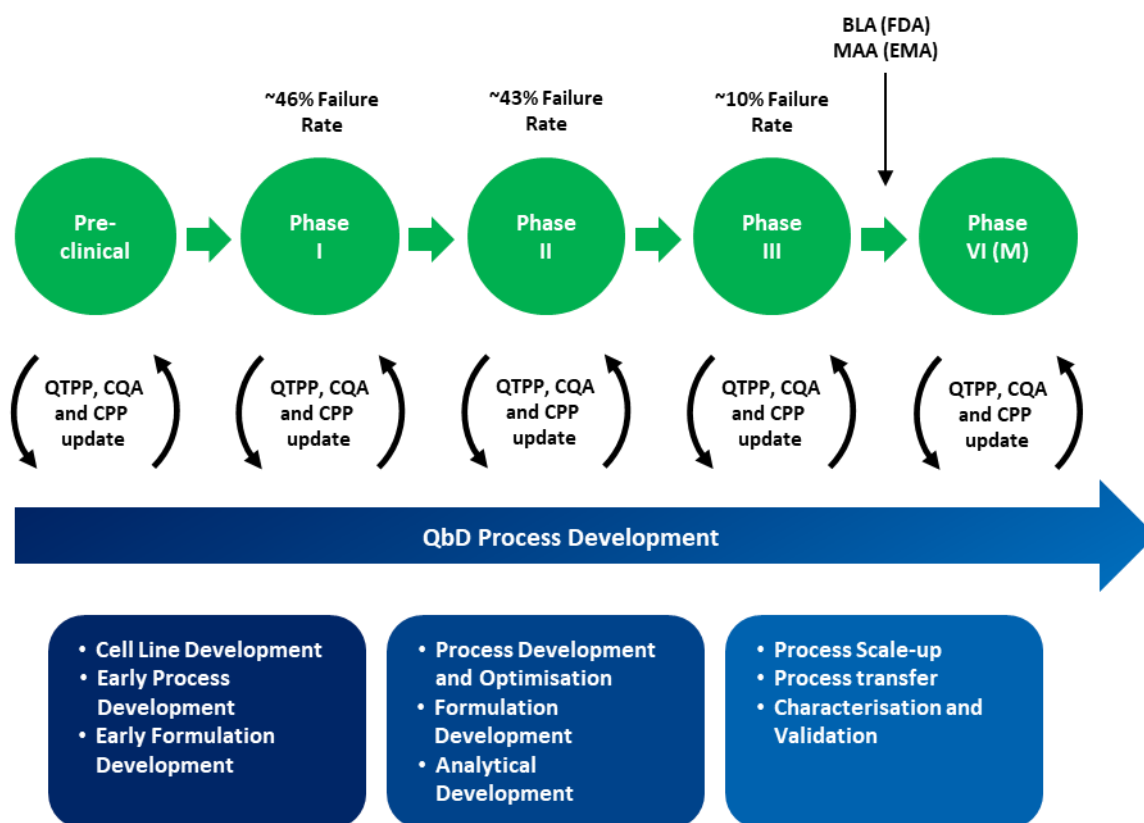 BLA (FDA)
MAA (EMA)
~46% Failure
Rate
~43% Failure
Rate
~10% Failure
Rate
Pre-
clinical
Phase
I
Phase
II
Phase
III
Phase
VI (M)
QTPP, CQA
and CPP
update
QTPP, CQA
and CPP
update
QTPP, CQA
and CPP
update
QTPP, CQA
and CPP
update
QTPP, CQA
and CPP
update
QbD Process Development
• Cell Line Development
• Early Process
Development
• Early Formulation
Development
• Process Development
and Optimisation
• Formulation
Development
• Analytical
Development
• Process Scale-up
• Process transfer
• Characterisation and
Validation